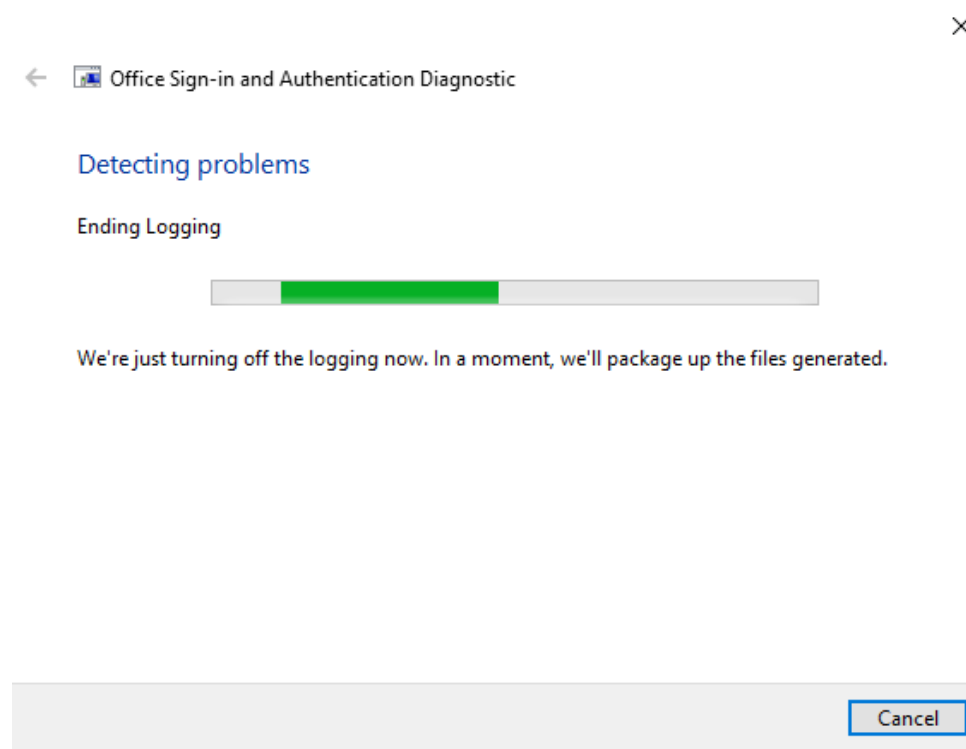 Office Sign-in and Authentication Diagnostic
Detecting problems
Ending Logging
We're just turning off the logging now. In a moment, we'll package up the files generated.
Cancel